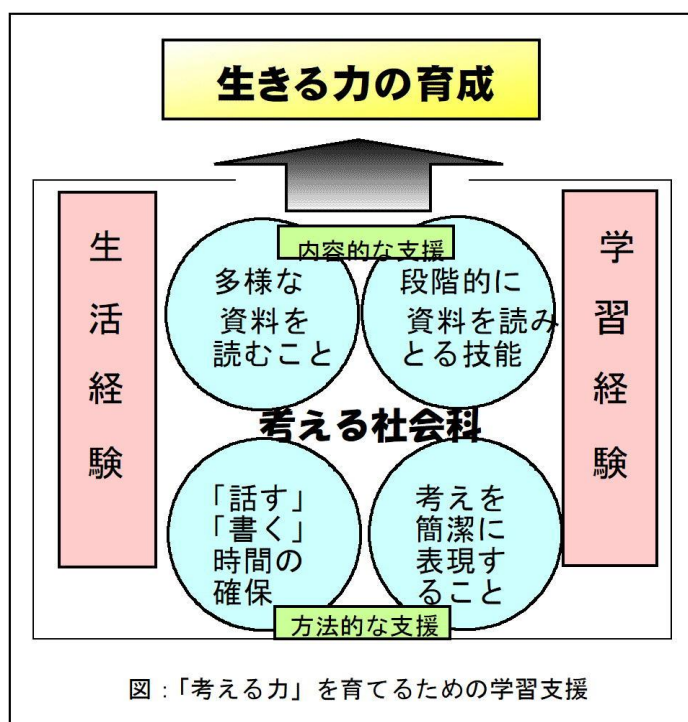 生きる力の育成
生活経験
学習経験
内容的な支援
多様な
資料を
読むこと
段階的に
資料を読み
とる技能
考える社会科
「話す」
「書く」
時間の
確保
考えを
簡潔に
表現す
ること
方法的な支援
図：「考える力」を育てるための学習支援